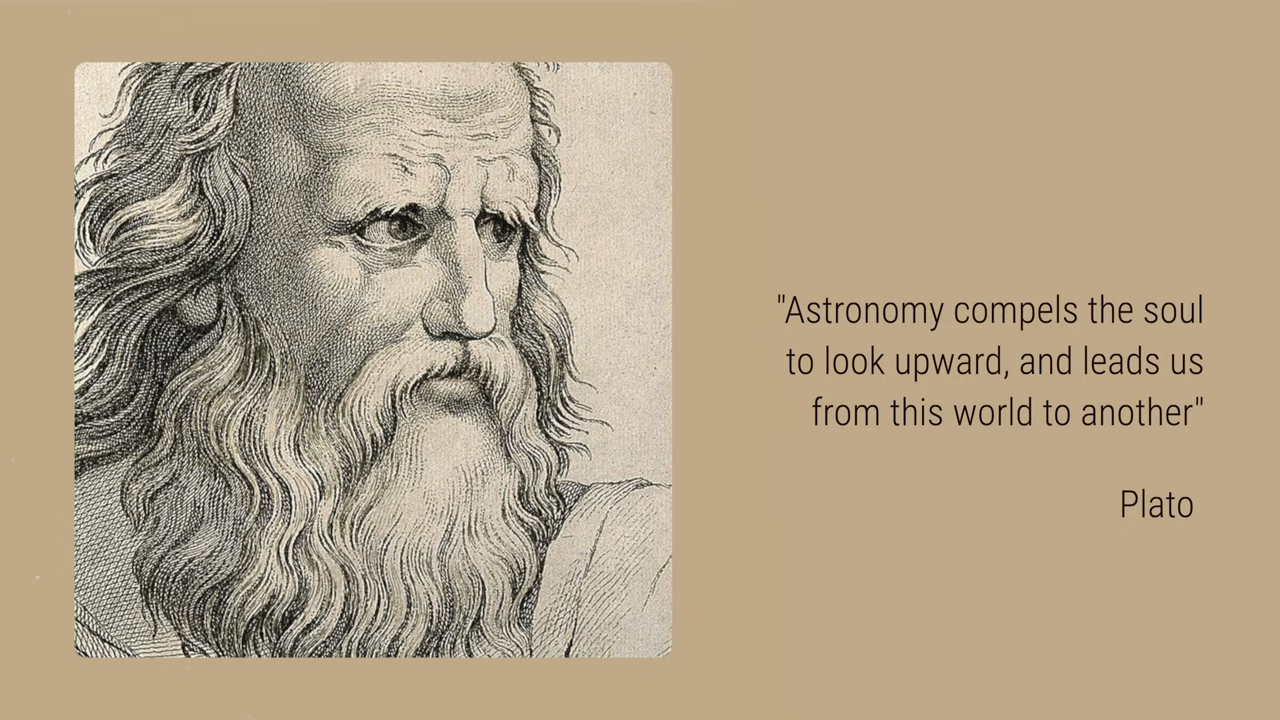 "Astronomy compels the soul
to look upward, and leads us
from this world to another"
Plato